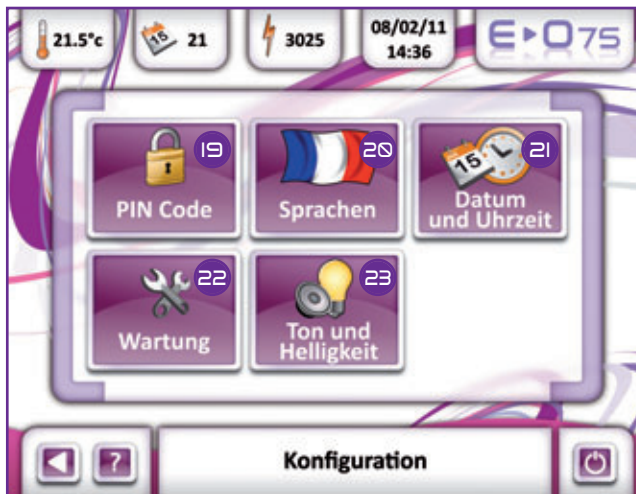 21.5°c
21
3025
08/02/11
14:36
E▸O75
19
PIN Code
20
Sprachen
15
21
Datum
und Uhrzeit
22
Wartung
23
Ton und
Helligkeit
?
Konfiguration